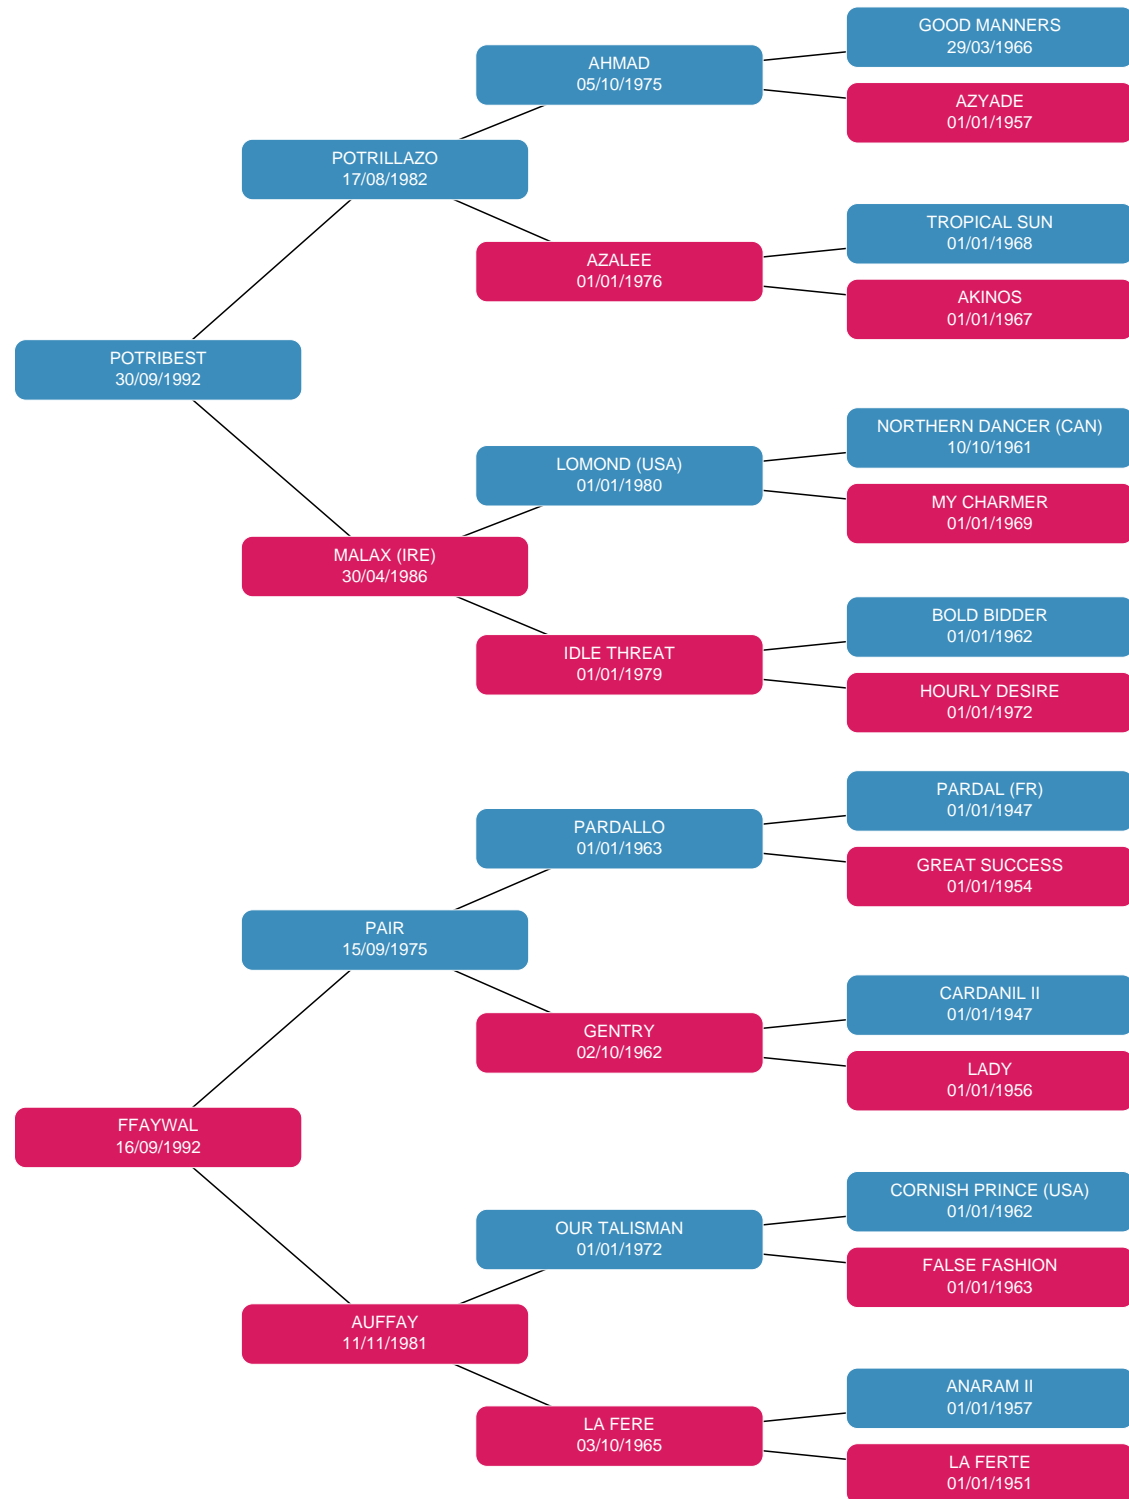 GOOD MANNERS
29/03/1966
AHMAD
05/10/1975
AZYADE
01/01/1957
POTRILLAZO
17/08/1982
TROPICAL SUN
01/01/1968
AZALEE
01/01/1976
AKINOS
01/01/1967
POTRIBEST
30/09/1992
NORTHERN DANCER (CAN)
10/10/1961
LOMOND (USA)
01/01/1980
MY CHARMER
01/01/1969
MALAX (IRE)
30/04/1986
BOLD BIDDER
01/01/1962
IDLE THREAT
01/01/1979
HOURLY DESIRE
01/01/1972
PARDAL (FR)
01/01/1947
PARDALLO
01/01/1963
GREAT SUCCESS
01/01/1954
PAIR
15/09/1975
CARDANIL II
01/01/1947
GENTRY
02/10/1962
LADY
01/01/1956
FFAYWAL
16/09/1992
CORNISH PRINCE (USA)
01/01/1962
OUR TALISMAN
01/01/1972
FALSE FASHION
01/01/1963
AUFFAY
11/11/1981
ANARAM II
01/01/1957
LA FERE
03/10/1965
LA FERTE
01/01/1951